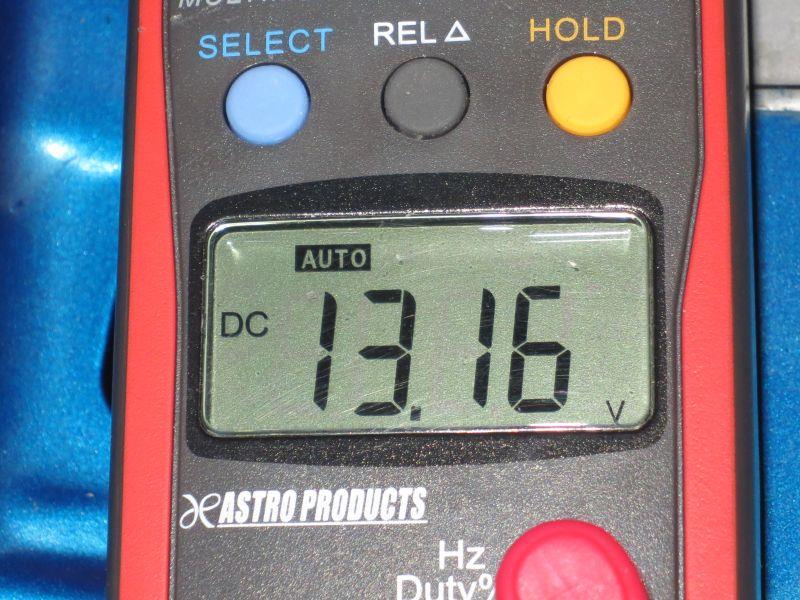 SELECT REL △ HOLD
AUTO
DC 13.16 V
ASTRO PRODUCTS
Hz
Duty%